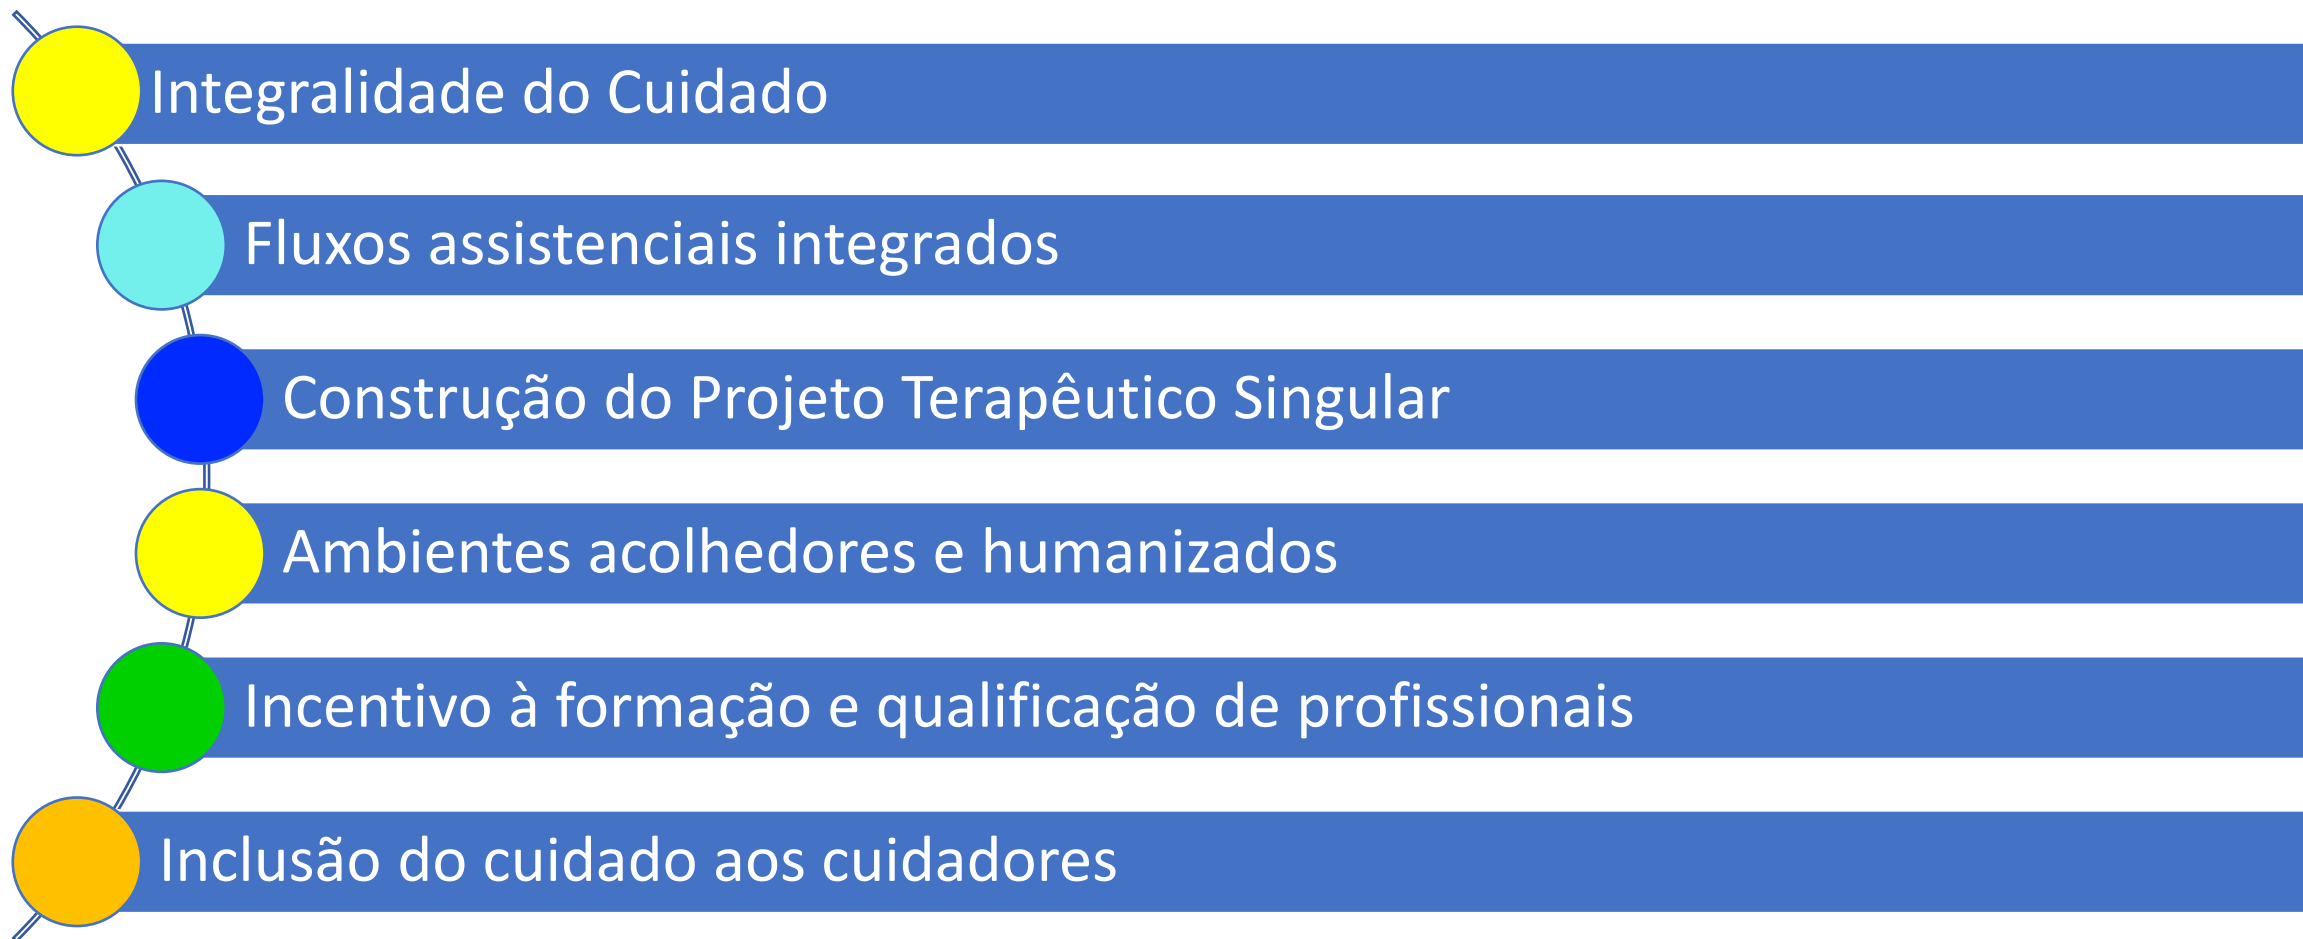 Integralidade do Cuidado
Fluxos assistenciais integrados
Construção do Projeto Terapêutico Singular
Ambientes acolhedores e humanizados
Incentivo à formação e qualificação de profissionais
Inclusão do cuidado aos cuidadores